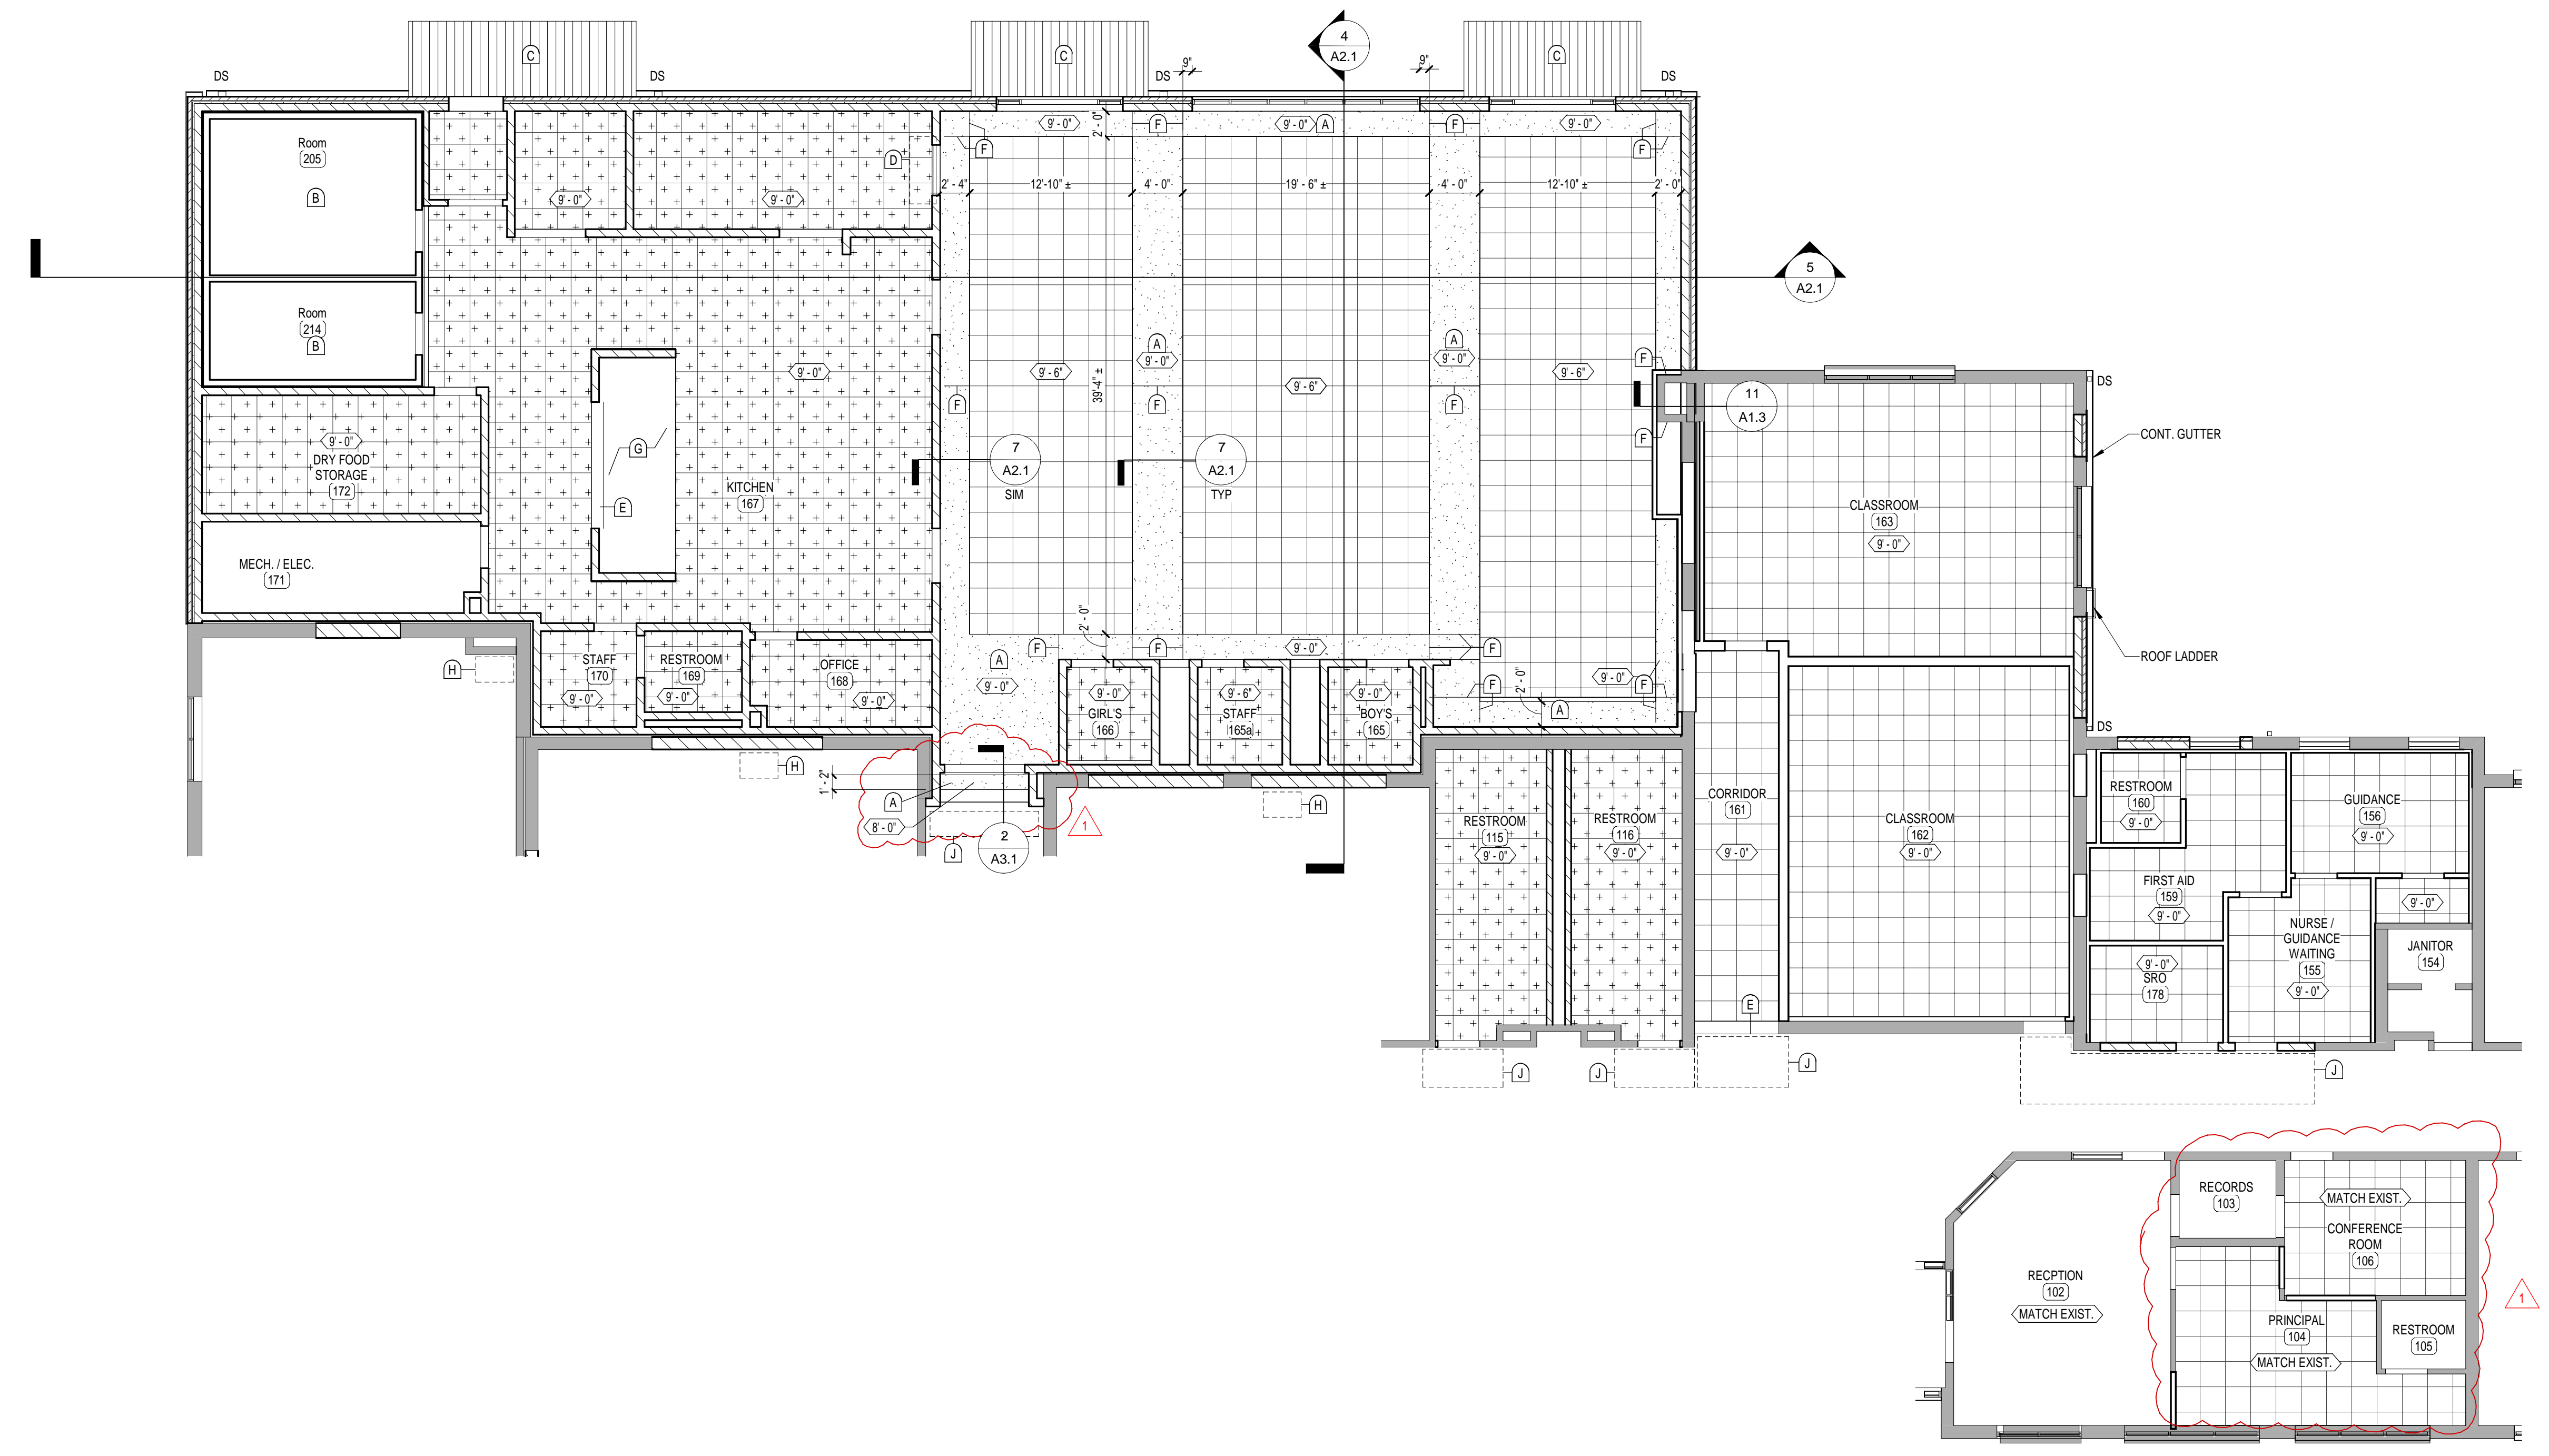 4
A2.1
C
C
C
9"
9"
DS
DS
DS
DS
Room
205
B
9' - 0"
9' - 0"
D
F
2' - 0"
9' - 0"
F
9' - 0"
A
F
9' - 0"
F
2' - 4"
12'-10" ±
4' - 0"
19' - 6" ±
4' - 0"
12'-10" ±
2' - 0"
5
A2.1
Room
214
B
9' - 0"
9' - 6"
39'-4" ±
A
9' - 0"
9' - 6"
A
9' - 0"
9' - 6"
F
F
F
F
F
11
A1.3
DS
CONT. GUTTER
9' - 0"
DRY FOOD
STORAGE
172
G
E
KITCHEN
167
7
A2.1
SIM
7
A2.1
TYP
CLASSROOM
163
9' - 0"
MECH. / ELEC.
171
ROOF LADDER
H
STAFF
170
9' - 0"
RESTROOM
169
9' - 0"
OFFICE
168
9' - 0"
2' - 0"
F
A
9' - 0"
F
9' - 0"
F
9' - 0"
GIRL'S
166
9' - 6"
STAFF
165a
9' - 0"
BOY'S
165
F
2' - 0"
A
9' - 0"
F
DS
H
1' - 2"
A
8' - 0"
J
2
A3.1
1
H
RESTROOM
115
9' - 0"
RESTROOM
116
9' - 0"
CORRIDOR
161
9' - 0"
CLASSROOM
162
9' - 0"
RESTROOM
160
9' - 0"
GUIDANCE
156
9' - 0"
FIRST AID
159
9' - 0"
9' - 0"
NURSE /
GUIDANCE
WAITING
155
9' - 0"
JANITOR
154
9' - 0"
SRO
178
E
J
J
J
J
RECORDS
103
MATCH EXIST.
CONFERENCE
ROOM
106
RECPTION
102
MATCH EXIST.
PRINCIPAL
104
MATCH EXIST.
RESTROOM
105
1